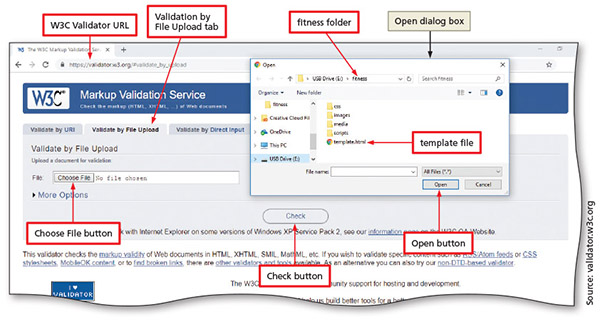 W3C Validator URL
Validation by
File Upload tab
fitness folder
Open dialog box
The W3C Markup Validation Serv
https://validator.w3.org/#validate_by_upload
W3C
Markup Validation Service
Check the markup (HTML, XHTML, ...) of Web documents
Validate by URI
Validate by File Upload
Validate by Direct Input
Validate by File Upload
Upload a document for validation
File:
Choose File
No file chosen
More Options
Check
Open
USB Drive (E:)
fitness
Search fitness
Organize
New folder
fitness
Creative Cloud Fil
OneDrive
This PC
USB Drive (E:)
css
images
media
scripts
template.html
template file
File name:
All Files (*.*)
Open
Cancel
Choose File button
Check button
Open button
k with Internet Explorer on some versions of Windows XP Service Pack 2, see our information page on the W3C QA Website
This validator checks the markup validity of Web documents in HTML, XHTML, SMIL, MathML, etc. If you wish to validate specific content such as RSS/Atom feeds or CSS
stylesheets, MobileOK content, or to find broken links, there are other validators and tools available. As an alternative you can also try our non-DTD-based validator.
I
VALIDATOR
The W3C
unity support for hosting and development.
us build better tools for a bett
Source: validator.w3c.org